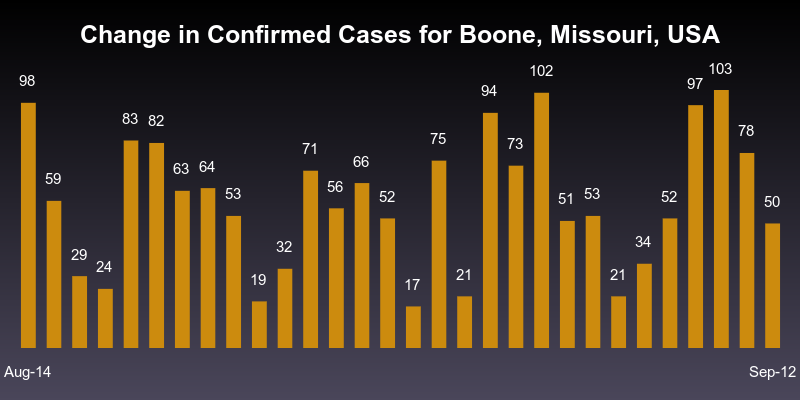 Change in Confirmed Cases for Boone, Missouri, USA
98 59 29 24 83 82 63 64 53 19 32 71 56 66 52 17 75 21 94 73 102 51 53 21 34 52 97 103 78 50
Aug-14 Sep-12